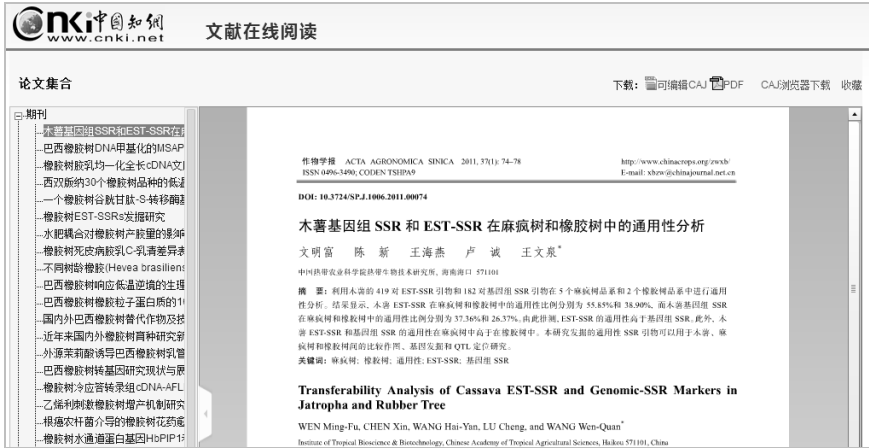 Cnki中国知网
www.cnki.net
文献在线阅读
论文集合
下载: 可编辑CAJ PDF CAJ浏览器下载 收藏
期刊
木薯基因组SSR和EST-SSR在
巴西橡胶树DNA甲基化的MSAP
橡胶树胶乳均一化全长cDNA文
西双版纳30个橡胶树品种的低温
一个橡胶树谷胱甘肽-S-转移酶基
橡胶树EST-SSRs发掘研究
水肥耦合对橡胶树产胶量的影响
橡胶树死皮病胶乳C-乳清差异表
不同树龄橡胶(Hevea brasiliens
巴西橡胶树响应低温逆境的生理
巴西橡胶树橡胶粒子蛋白质的1
国内外巴西橡胶树替代作物及技
近年来国内外橡胶树育种研究新
外源茉莉酸诱导巴西橡胶树乳管
巴西橡胶树转基因研究现状与展
橡胶树冷应答转录组cDNA-AFL
乙烯利刺激橡胶树增产机制研究
根癌农杆菌介导的橡胶树花药愈
橡胶树水通道蛋白基因HbPIP1
作物学报 ACTA AGRONOMICA SINICA 2011, 37(1): 74–78
http://www.chinacrops.org/zwxb/
ISSN 0496-3490; CODEN TSHPA9
E-mail: xbzw@chinajournal.net.cn
DOI: 10.3724/SP.J.1006.2011.00074
木薯基因组 SSR 和 EST-SSR 在麻疯树和橡胶树中的通用性分析
文明富 陈新 王海燕 卢诚 王文泉*
中国热带农业科学院热带生物技术研究所, 海南海口 571101
摘 要: 利用木薯的 419 对 EST-SSR 引物和 182 对基因组 SSR 引物在 5 个麻疯树品系和 2 个橡胶树品系中进行通用
性分析。结果显示, 木薯 EST-SSR 在麻疯树和橡胶树中的通用性比例分别为 55.85%和 38.90%, 而木薯基因组 SSR
在麻疯树和橡胶树中的通用性比例分别为 37.36%和 26.37%。由此推测, EST-SSR 的通用性高于基因组 SSR。此外, 木
薯 EST-SSR 和基因组 SSR 的通用性在麻疯树中高于在橡胶树中。本研究发掘的通用性 SSR 引物可以用于木薯、麻
疯树和橡胶树间的比较作图、基因发掘和 QTL 定位研究。
关键词: 麻疯树; 橡胶树; 通用性; EST-SSR; 基因组 SSR
Transferability Analysis of Cassava EST-SSR and Genomic-SSR Markers in
Jatropha and Rubber Tree
WEN Ming-Fu, CHEN Xin, WANG Hai-Yan, LU Cheng, and WANG Wen-Quan*
Institute of Tropical Bioscience & Biotechnology, Chinese Academy of Tropical Agricultural Sciences, Haikou 571101, China